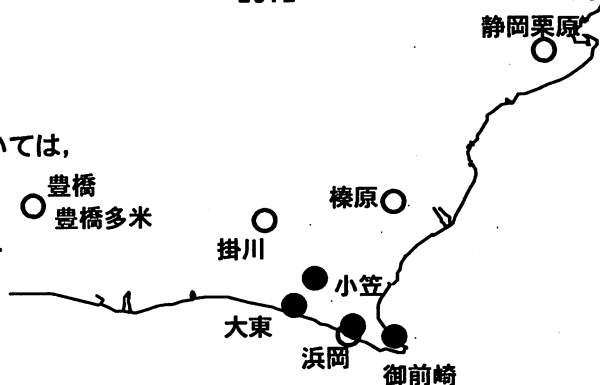 静岡栗原
いては,
豊橋
豊橋多米
榛原
掛川
小笠
大東
浜岡
御前崎